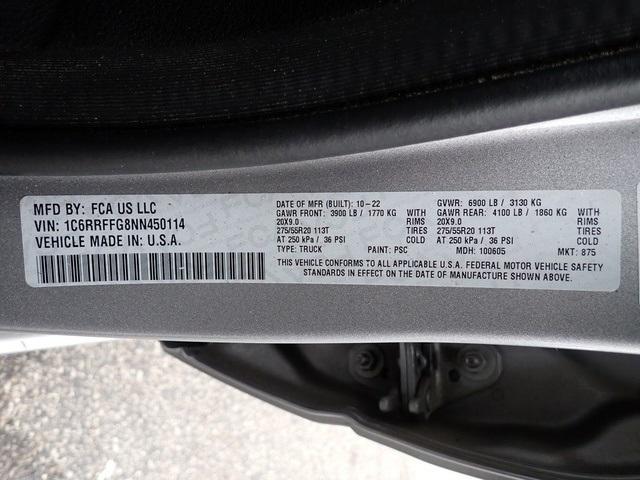 MFD BY: FCA US LLC
VIN: 1C6RRFFG8NN450114
VEHICLE MADE IN U.S.A.
DATE OF MFR (BUILT): 10-22 GVWR: 6900 LB / 3130 KG
GAWR FRONT: 3900 LB / 1770 KG WITH GAWR REAR: 4100 LB / 1860 KG WITH
20X9.0 RIMS 20X9.0 RIMS
275/55R20 113T TIRES 275/55R20 113T TIRES
AT 250 kPa / 36 PSI COLD AT 250 kPa / 36 PSI COLD
TYPE: TRUCK PAINT: PSC MDH: 100605 MKT: 875
THIS VEHICLE CONFORMS TO ALL APPLICABLE U.S.A. FEDERAL MOTOR VEHICLE SAFETY
STANDARDS IN EFFECT ON THE DATE OF MANUFACTURE SHOWN ABOVE.